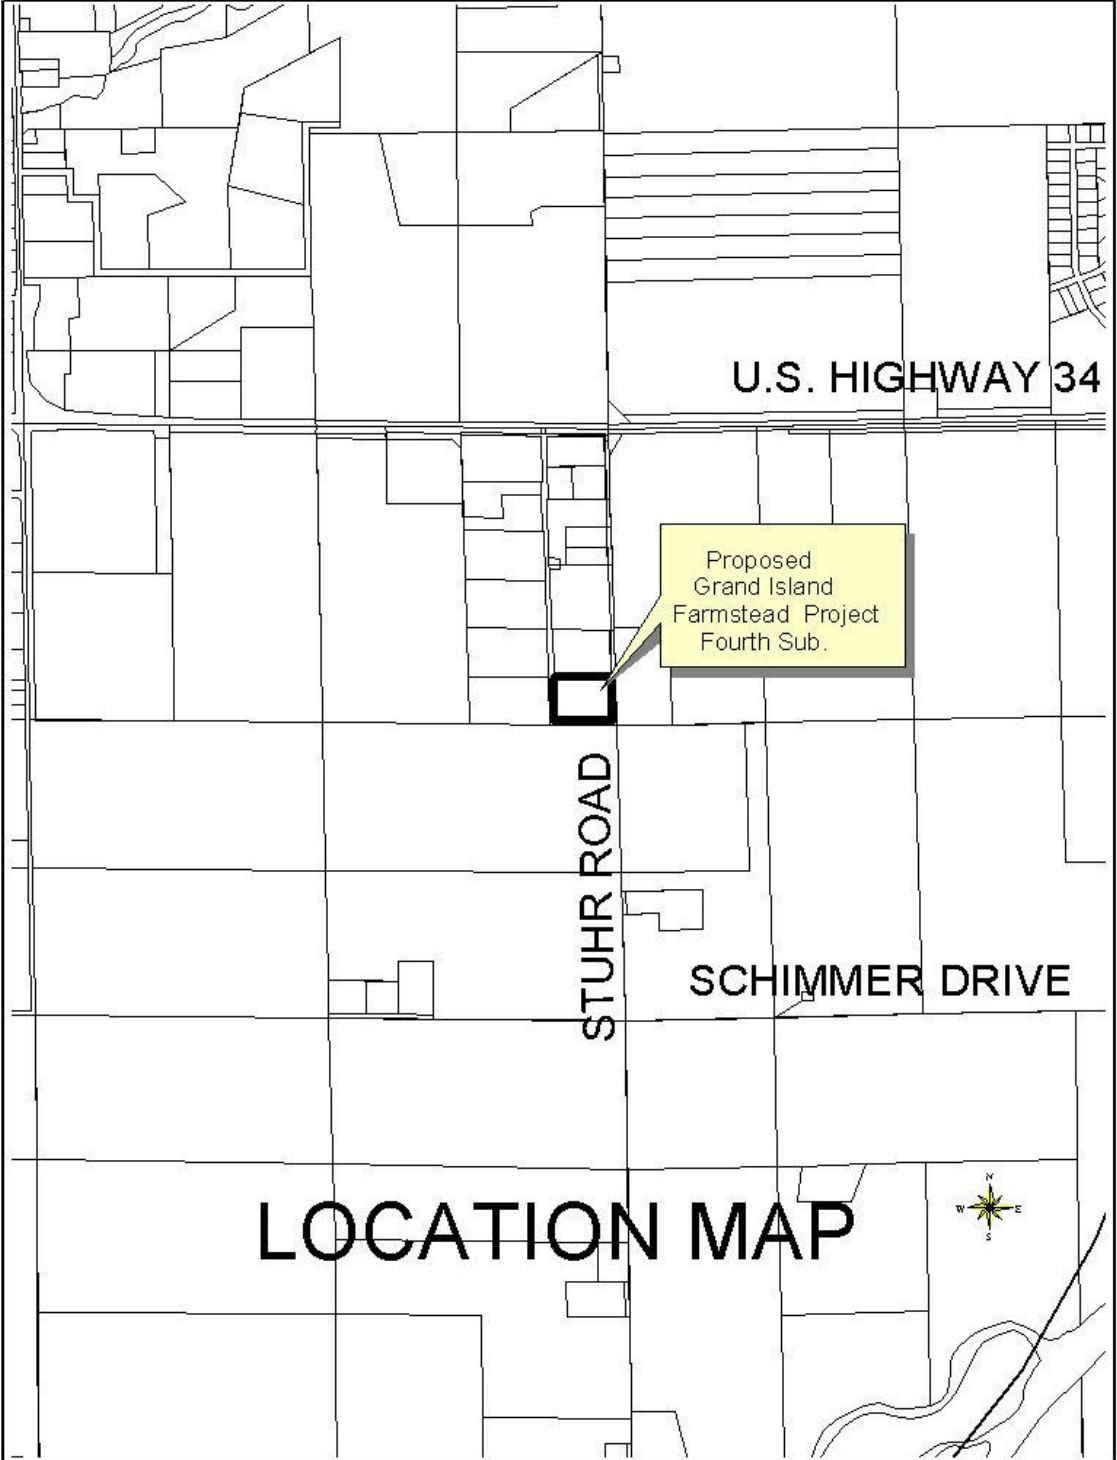 U.S. HIGHWAY 34
Proposed
Grand Island
Farmstead Project
Fourth Sub.
STUHR ROAD
SCHIMMER DRIVE
LOCATION MAP
N
W E
S